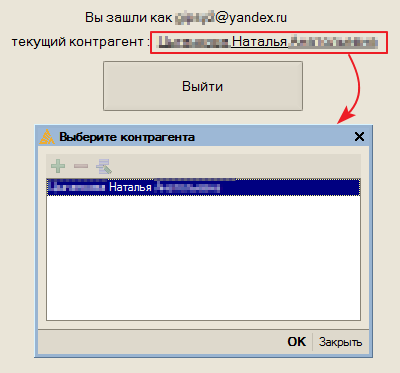 Вы зашли как @yandex.ru
текущий контрагент : Наталья
Выйти
Выберите контрагента
Наталья
OK Закрыть